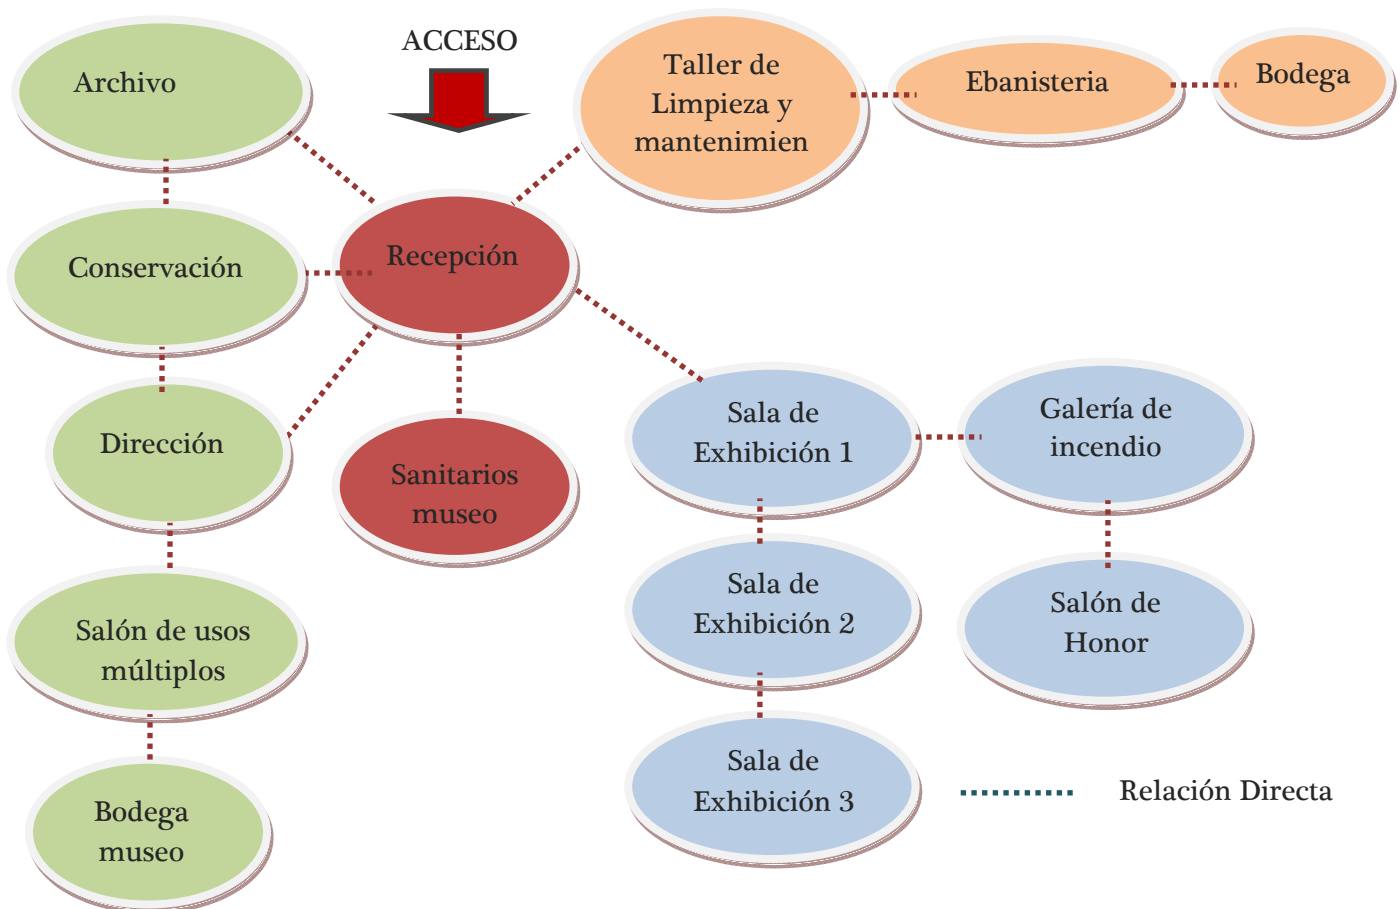 ACCESO
Archivo
Taller de
Limpieza y
mantenimien
Ebanisteria
Bodega
Conservación
Recepción
Dirección
Sanitarios
museo
Sala de
Exhibición 1
Galería de
incendio
Salón de usos
múltiplos
Sala de
Exhibición 2
Salón de
Honor
Bodega
museo
Sala de
Exhibición 3
Relación Directa